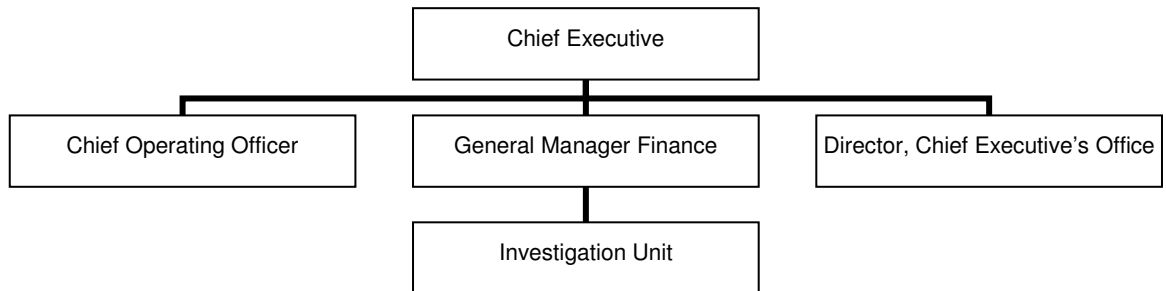 Chief Executive
Chief Operating Officer
General Manager Finance
Director, Chief Executive’s Office
Investigation Unit